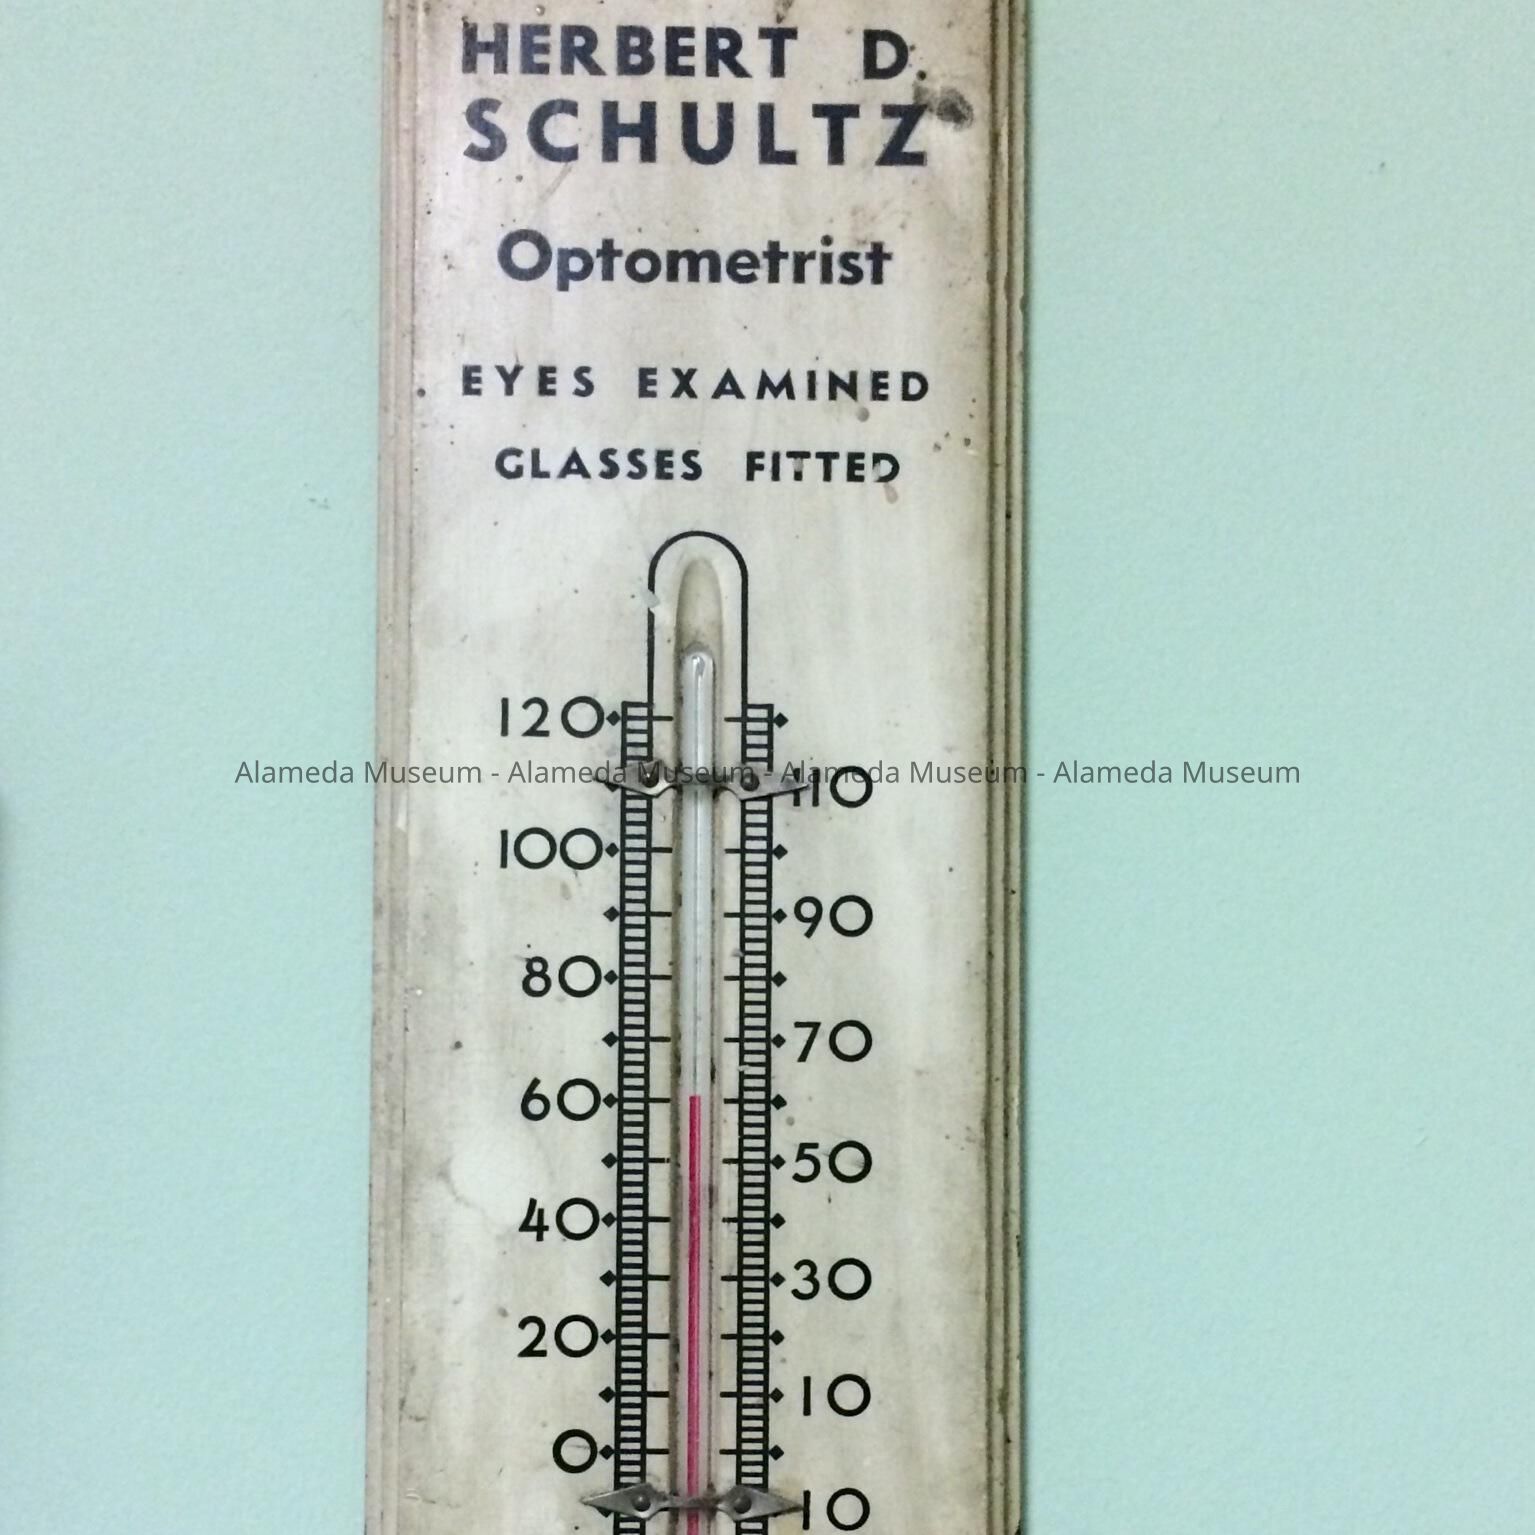 HERBERT D.
SCHULTZ
Optometrist
EYES EXAMINED
GLASSES FITTED
120
Alameda Museum - Alameda Museum - Alameda Museum - Alameda Museum
110
100
90
80
70
60
50
40
30
20
10
0
10